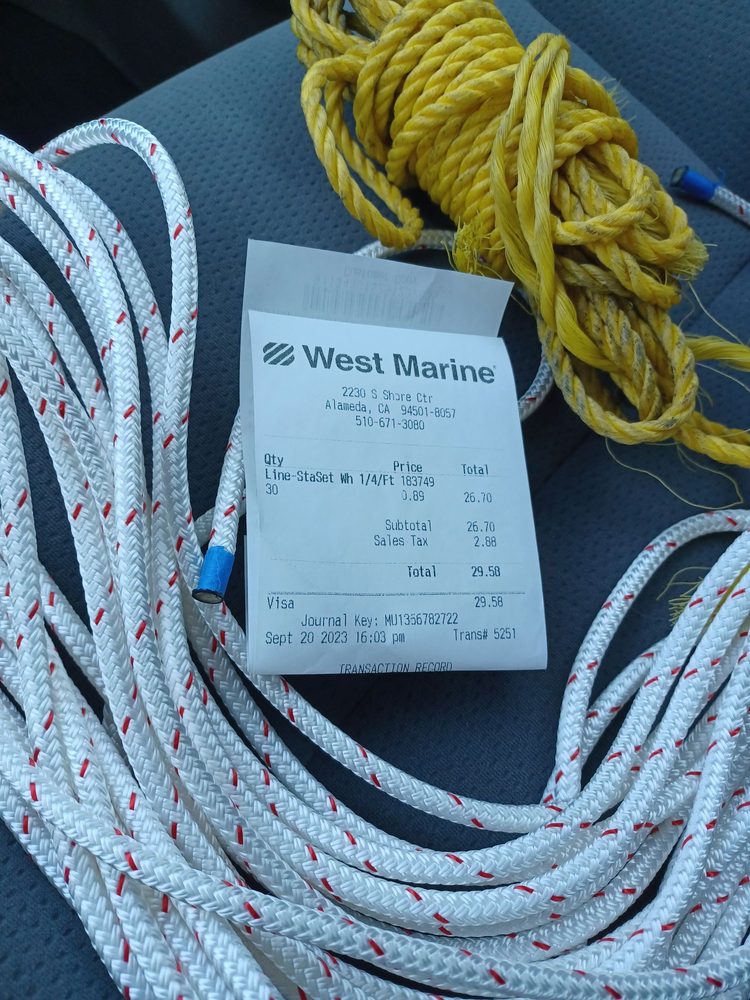 West Marine
2230 S Shore Ctr
Alameda, CA 94501-8057
510-671-3080
Qty Price Total
Line-StaSet Wh 1/4/Ft 183749
30 0.89 26.70
Subtotal 26.70
Sales Tax 2.88
Total 29.58
Visa 29.58
Journal Key: MU1356782722
Sept 20 2023 16:03 pm Trans# 5251
TRANSACTION RECORD